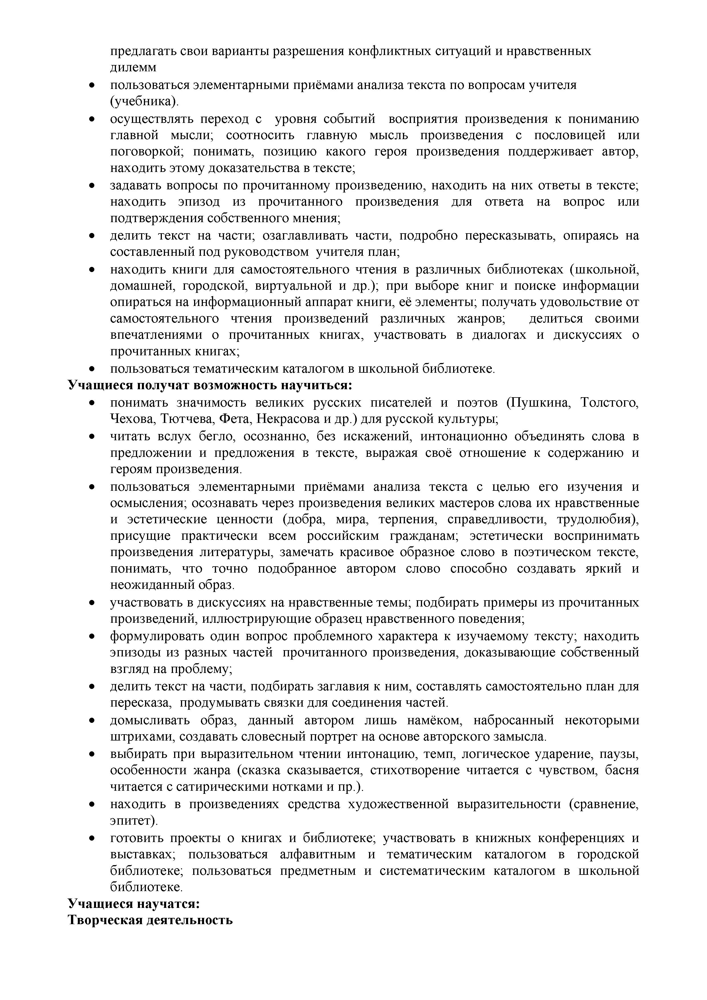 предлагать свои варианты разрешения конфликтных ситуаций и нравственных
дилемм
• пользоваться элементарными приёмами анализа текста по вопросам учителя
(учебника).
• осуществлять переход с уровня событий восприятия произведения к пониманию
главной мысли; соотносить главную мысль произведения с пословицей или
поговоркой; понимать, позицию какого героя произведения поддерживает автор,
находить этому доказательства в тексте;
• задавать вопросы по прочитанному произведению, находить на них ответы в тексте;
находить эпизод из прочитанного произведения для ответа на вопрос или
подтверждения собственного мнения;
• делить текст на части; озаглавливать части, подробно пересказывать, опираясь на
составленный под руководством учителя план;
• находить книги для самостоятельного чтения в различных библиотеках (школьной,
домашней, городской, виртуальной и др.); при выборе книг и поиске информации
опираться на информационный аппарат книги, её элементы; получать удовольствие от
самостоятельного чтения произведений различных жанров; делиться своими
впечатлениями о прочитанных книгах, участвовать в диалогах и дискуссиях о
прочитанных книгах;
• пользоваться тематическим каталогом в школьной библиотеке.
Учащиеся получат возможность научиться:
• понимать значимость великих русских писателей и поэтов (Пушкина, Толстого,
Чехова, Тютчева, Фета, Некрасова и др.) для русской культуры;
• читать вслух бегло, осознанно, без искажений, интонационно объединять слова в
предложении и предложения в тексте, выражая своё отношение к содержанию и
героям произведения.
• пользоваться элементарными приёмами анализа текста с целью его изучения и
осмысления; осознавать через произведения великих мастеров слова их нравственные
и эстетические ценности (добра, мира, терпения, справедливости, трудолюбия),
присущие практически всем российским гражданам; эстетически воспринимать
произведения литературы, замечать красивое образное слово в поэтическом тексте,
понимать, что точно подобранное автором слово способно создавать яркий и
неожиданный образ.
• участвовать в дискуссиях на нравственные темы; подбирать примеры из прочитанных
произведений, иллюстрирующие образец нравственного поведения;
• формулировать один вопрос проблемного характера к изучаемому тексту; находить
эпизоды из разных частей прочитанного произведения, доказывающие собственный
взгляд на проблему;
• делить текст на части, подбирать заглавия к ним, составлять самостоятельно план для
пересказа, продумывать связки для соединения частей.
• домысливать образ, данный автором лишь намёком, набросанный некоторыми
штрихами, создавать словесный портрет на основе авторского замысла.
• выбирать при выразительном чтении интонацию, темп, логическое ударение, паузы,
особенности жанра (сказка сказывается, стихотворение читается с чувством, басня
читается с сатирическими нотками и пр.).
• находить в произведениях средства художественной выразительности (сравнение,
эпитет).
• готовить проекты о книгах и библиотеке; участвовать в книжных конференциях и
выставках; пользоваться алфавитным и тематическим каталогом в городской
библиотеке; пользоваться предметным и систематическим каталогом в школьной
библиотеке.
Учащиеся научатся:
Творческая деятельность